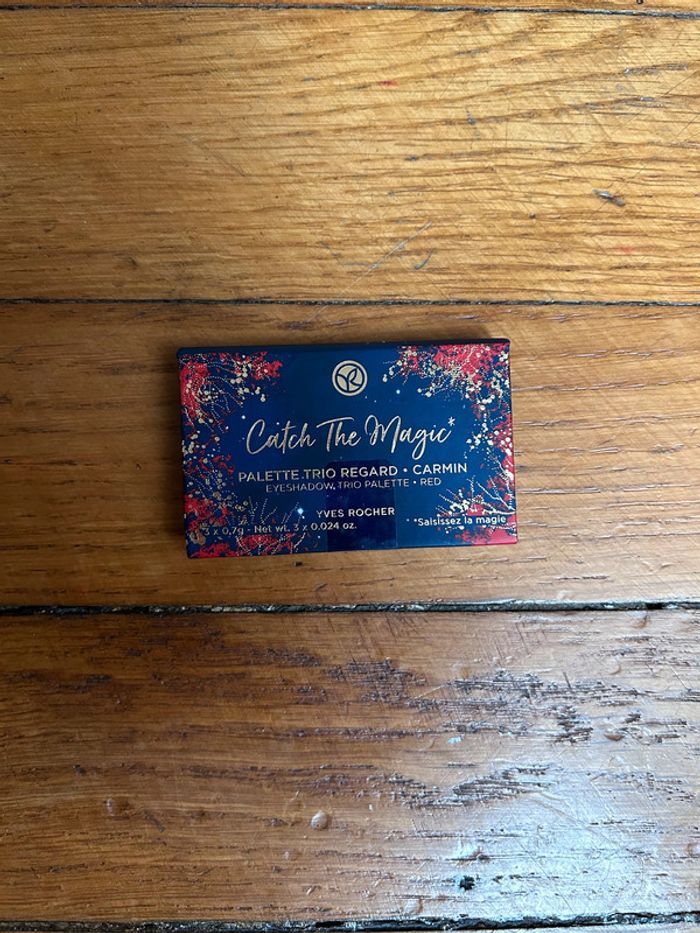 Catch The Magic*
PALETTE TRIO REGARD • CARMIN
EYESHADOW TRIO PALETTE • RED
YVES ROCHER
3 x 0,7g - Net wt. 3 x 0.024 oz.
*Saisissez la magie